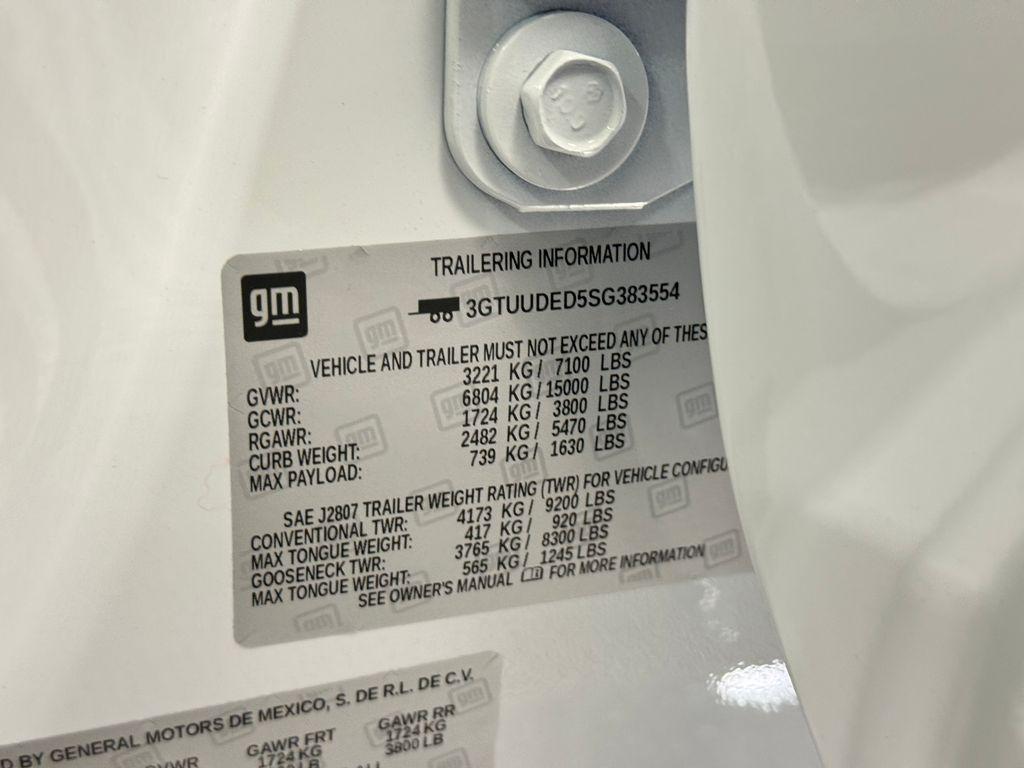 gm
TRAILERING INFORMATION
3GTUUDED5SG383554
VEHICLE AND TRAILER MUST NOT EXCEED ANY OF THES
GVWR: 3221 KG / 7100 LBS
GCWR: 6804 KG / 15000 LBS
RGAWR: 1724 KG / 3800 LBS
CURB WEIGHT: 2482 KG / 5470 LBS
MAX PAYLOAD: 739 KG / 1630 LBS
SAE J2807 TRAILER WEIGHT RATING (TWR) FOR VEHICLE CONFIGU
CONVENTIONAL TWR: 4173 KG / 9200 LBS
MAX TONGUE WEIGHT: 417 KG / 920 LBS
GOOSENECK TWR: 3765 KG / 8300 LBS
MAX TONGUE WEIGHT: 565 KG / 1245 LBS
SEE OWNER'S MANUAL FOR MORE INFORMATION
D BY GENERAL MOTORS DE MEXICO, S. DE R.L. DE C.V.
GVWR GAWR FRT GAWR RR
1724 KG 1724 KG
3800 LB